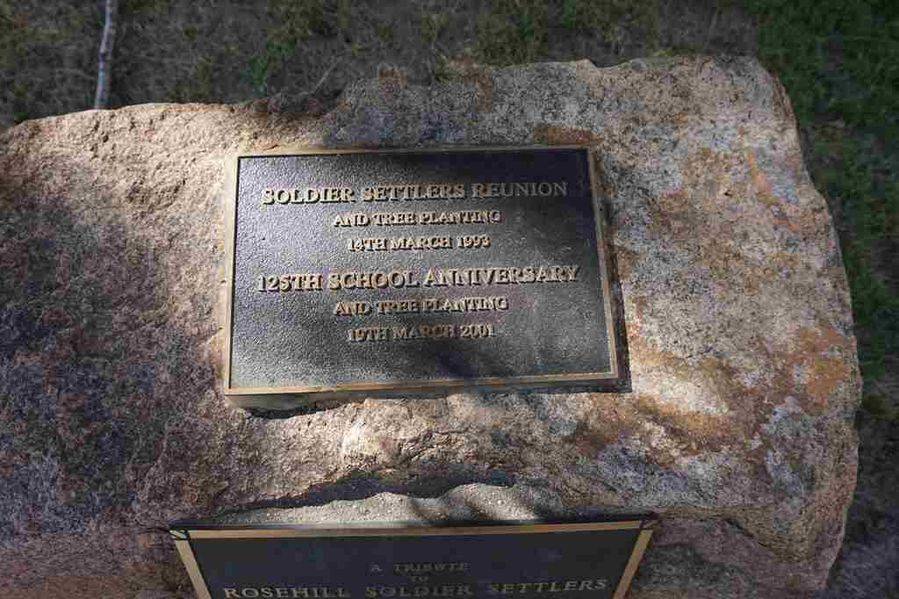 SOLDIER SETTLERS REUNION
AND TREE PLANTING
14TH MARCH 1993
125TH SCHOOL ANNIVERSARY
AND TREE PLANTING
19TH MARCH 2001
A TRIBUTE
TO
ROSEHILL SOLDIER SETTLERS